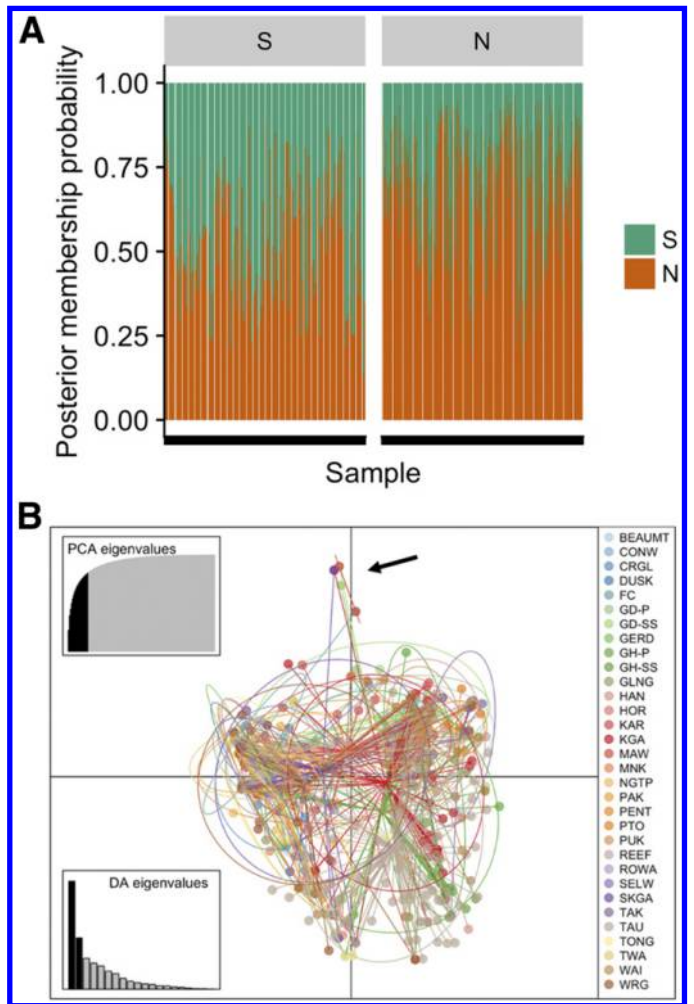 A
S
N
Posterior membership probability
1.00
0.75
0.50
0.25
0.00
Sample
S
N
B
PCA eigenvalues
DA eigenvalues
BEAUMT
CONW
CRGL
DUSK
FC
GD-P
GD-SS
GERD
GH-P
GH-SS
GLNG
HAN
HOR
KAR
KGA
MAW
MNK
NGTP
PAK
PENT
PTO
PUK
REEF
ROWA
SELW
SKGA
TAK
TAU
TONG
TWA
WAI
WRG